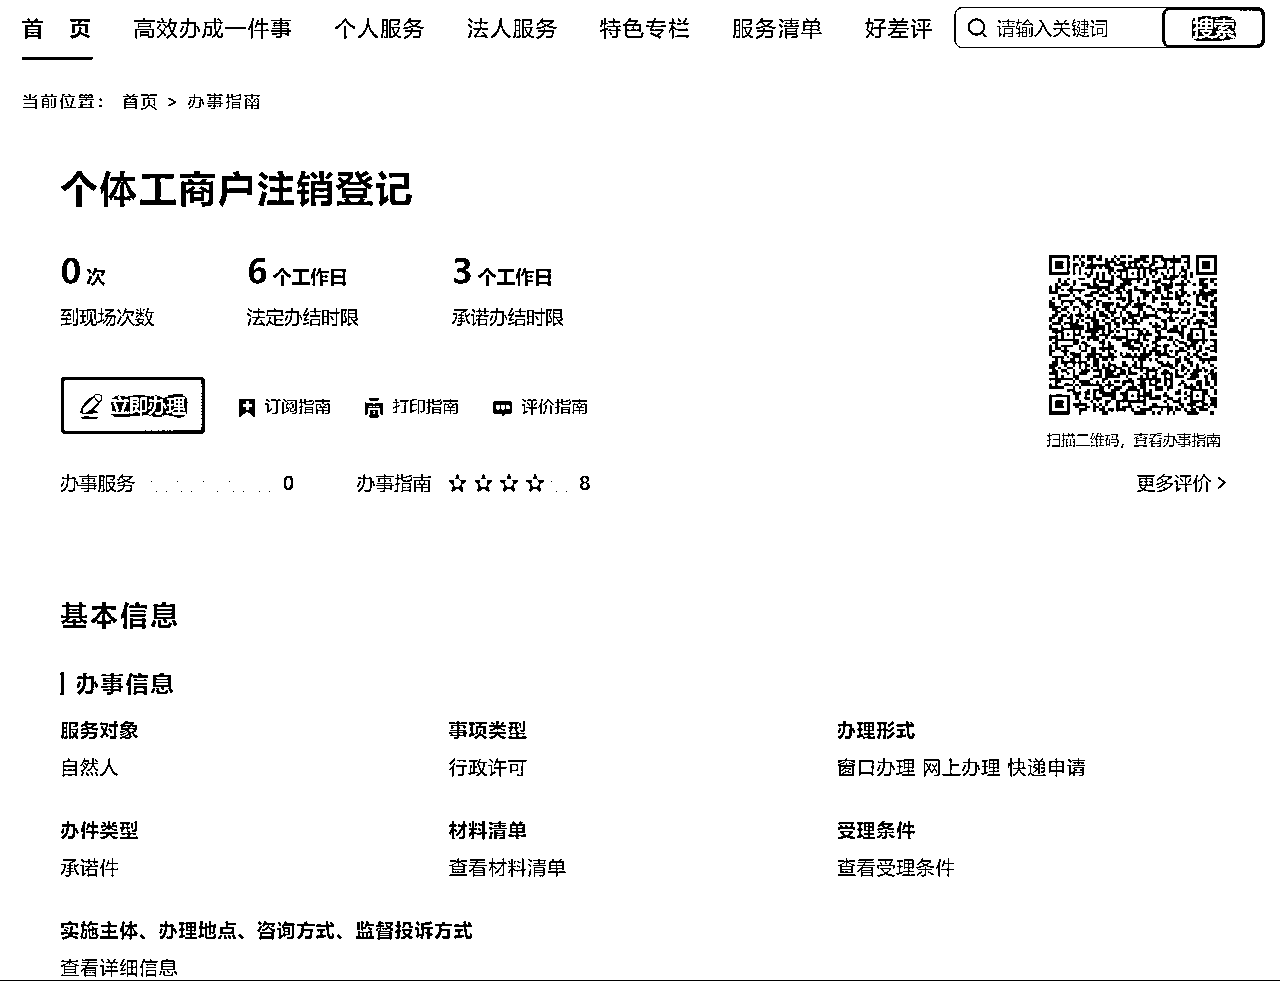 首 页 高效办成一件事 个人服务 法人服务 特色专栏 服务清单 好差评 请输入关键词 搜索
当前位置： 首页 > 办事指南
个体工商户注销登记
0 次 6 个工作日 3 个工作日
到现场次数 法定办结时限 承诺办结时限
立即办理 订阅指南 打印指南 评价指南
扫描二维码，查看办事指南
办事服务 0 办事指南 ☆☆☆☆ 8 更多评价 >
基本信息
办事信息
服务对象 事项类型 办理形式
自然人 行政许可 窗口办理 网上办理 快递申请
办件类型 材料清单 受理条件
承诺件 查看材料清单 查看受理条件
实施主体、办理地点、咨询方式、监督投诉方式
查看详细信息